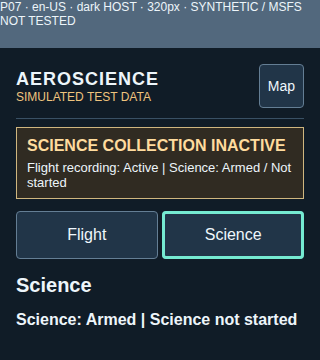 P07 · en-US · dark HOST · 320px · SYNTHETIC / MSFS
NOT TESTED
AEROSCIENCE
SIMULATED TEST DATA
Map
SCIENCE COLLECTION INACTIVE
Flight recording: Active | Science: Armed / Not
started
Flight
Science
Science
Science: Armed | Science not started